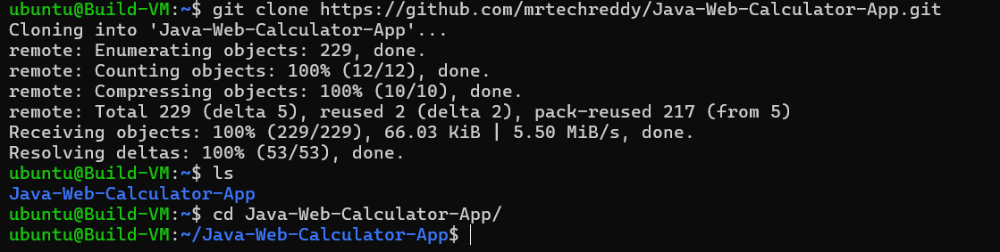 ubuntu@Build-VM:~$ git clone https://github.com/mrtechreddy/Java-Web-Calculator-App.git
Cloning into 'Java-Web-Calculator-App'...
remote: Enumerating objects: 229, done.
remote: Counting objects: 100% (12/12), done.
remote: Compressing objects: 100% (10/10), done.
remote: Total 229 (delta 5), reused 2 (delta 2), pack-reused 217 (from 5)
Receiving objects: 100% (229/229), 66.03 KiB | 5.50 MiB/s, done.
Resolving deltas: 100% (53/53), done.
ubuntu@Build-VM:~$ ls
Java-Web-Calculator-App
ubuntu@Build-VM:~$ cd Java-Web-Calculator-App/
ubuntu@Build-VM:~/Java-Web-Calculator-App$